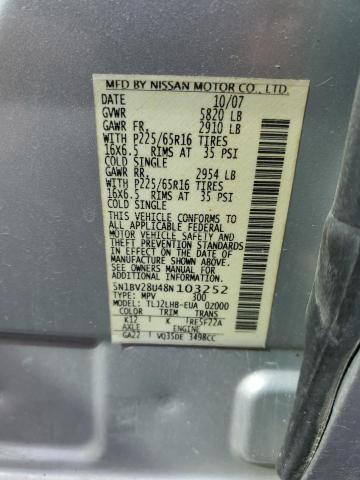 MFD BY NISSAN MOTOR CO., LTD.
DATE 10/07
GVWR 5820 LB
GAWR FR. 2910 LB
WITH P225/65R16 TIRES
16X6.5 RIMS AT 35 PSI
COLD SINGLE
GAWR RR. 2954 LB
WITH P225/65R16 TIRES
16X6.5 RIMS AT 35 PSI
COLD SINGLE
THIS VEHICLE CONFORMS TO
ALL APPLICABLE FEDERAL
THEFT PREVENTION STANDARDS
IN EFFECT ON THE DATE OF
MANUFACTURE SHOWN ABOVE.
SEE OWNERS MANUAL FOR
ADDITIONAL INFORMATION.
5N1BV28U48N103252
TYPE: MPV 300
MODEL: TLJ2LHB-EUA 02000
COLOR TRIM TRANS
K12 K RE5F22A
AXLE ENGINE
GA22 VQ35DE 3498CC